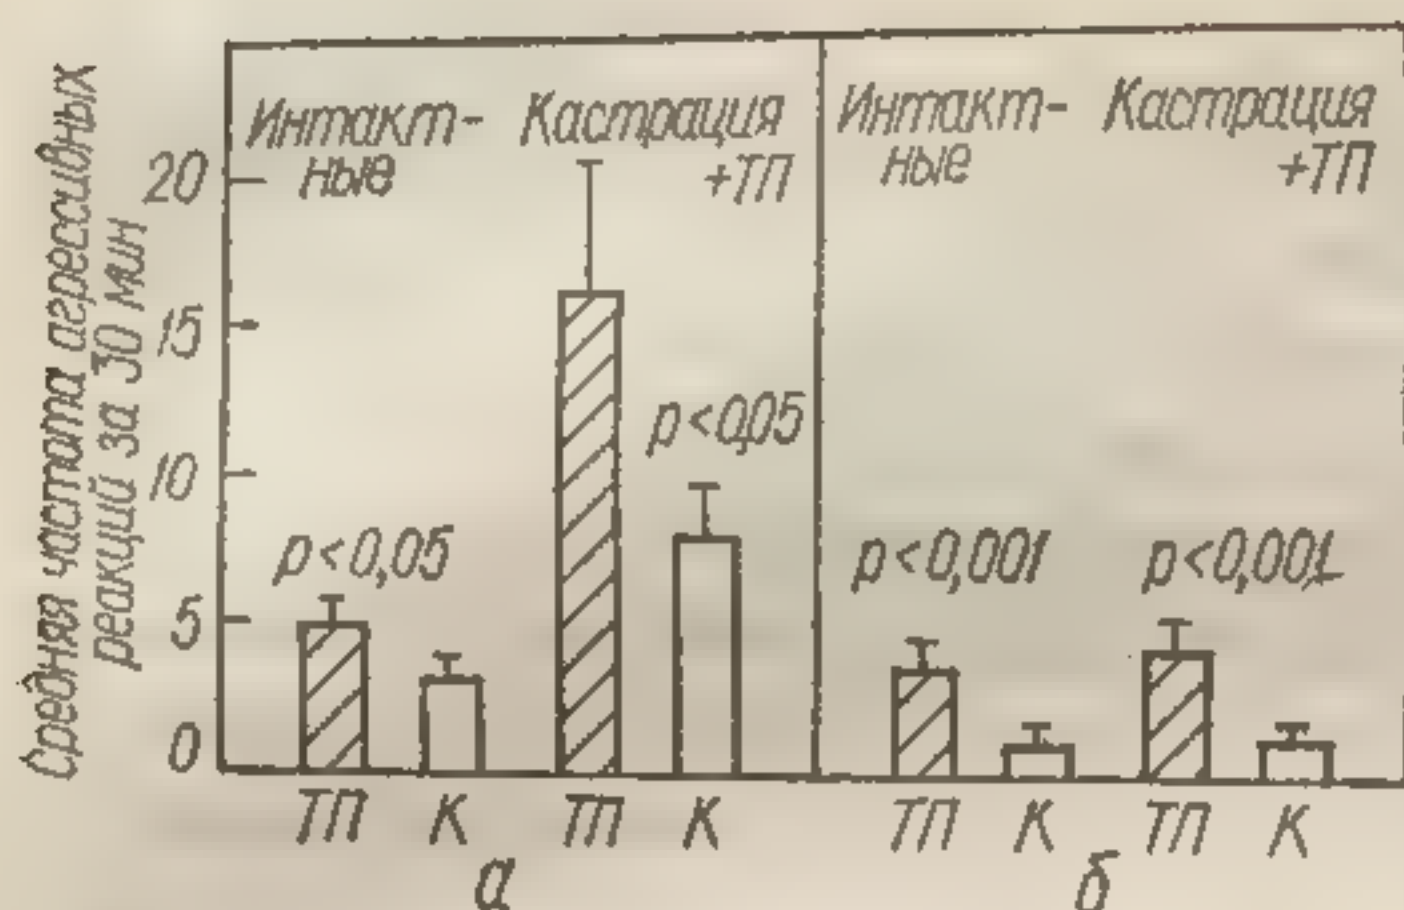 Средняя частота агрессивных
реакций за 30 мин
20
15
10
5
0
Интакт-
ные
Кастрация
+ТП
p<0,05
p<0,05
ТП К ТП К
а
Интакт-
ные
Кастрация
+ТП
p<0,001
p<0,001
ТП К ТП К
б